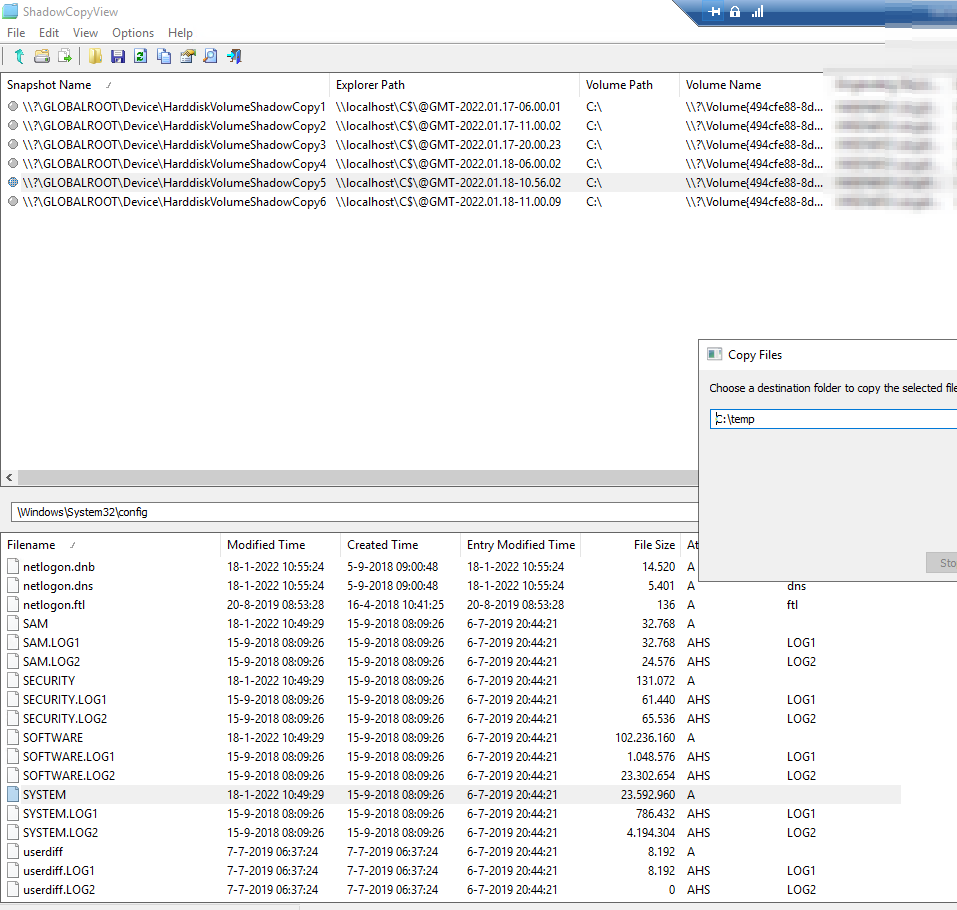 ShadowCopyView
File Edit View Options Help
Snapshot Name Explorer Path Volume Path Volume Name
\\?\GLOBALROOT\Device\HarddiskVolumeShadowCopy1 \\localhost\C$\@GMT-2022.01.17-06.00.01 C:\ \\?\Volume{494cfe88-8d...
\\?\GLOBALROOT\Device\HarddiskVolumeShadowCopy2 \\localhost\C$\@GMT-2022.01.17-11.00.02 C:\ \\?\Volume{494cfe88-8d...
\\?\GLOBALROOT\Device\HarddiskVolumeShadowCopy3 \\localhost\C$\@GMT-2022.01.17-20.00.23 C:\ \\?\Volume{494cfe88-8d...
\\?\GLOBALROOT\Device\HarddiskVolumeShadowCopy4 \\localhost\C$\@GMT-2022.01.18-06.00.02 C:\ \\?\Volume{494cfe88-8d...
\\?\GLOBALROOT\Device\HarddiskVolumeShadowCopy5 \\localhost\C$\@GMT-2022.01.18-10.56.02 C:\ \\?\Volume{494cfe88-8d...
\\?\GLOBALROOT\Device\HarddiskVolumeShadowCopy6 \\localhost\C$\@GMT-2022.01.18-11.00.09 C:\ \\?\Volume{494cfe88-8d...
Copy Files
Choose a destination folder to copy the selected file
C:\temp
Sto
\Windows\System32\config
Filename Modified Time Created Time Entry Modified Time File Size At
netlogon.dnb 18-1-2022 10:55:24 5-9-2018 09:00:48 18-1-2022 10:55:24 14.520 A
netlogon.dns 18-1-2022 10:55:24 5-9-2018 09:00:48 18-1-2022 10:55:24 5.401 A dns
netlogon.ftl 20-8-2019 08:53:28 16-4-2018 10:41:25 20-8-2019 08:53:28 136 A ftl
SAM 18-1-2022 10:49:29 15-9-2018 08:09:26 6-7-2019 20:44:21 32.768 A
SAM.LOG1 15-9-2018 08:09:26 15-9-2018 08:09:26 6-7-2019 20:44:21 32.768 AHS LOG1
SAM.LOG2 15-9-2018 08:09:26 15-9-2018 08:09:26 6-7-2019 20:44:21 24.576 AHS LOG2
SECURITY 18-1-2022 10:49:29 15-9-2018 08:09:26 6-7-2019 20:44:21 131.072 A
SECURITY.LOG1 15-9-2018 08:09:26 15-9-2018 08:09:26 6-7-2019 20:44:21 61.440 AHS LOG1
SECURITY.LOG2 15-9-2018 08:09:26 15-9-2018 08:09:26 6-7-2019 20:44:21 65.536 AHS LOG2
SOFTWARE 18-1-2022 10:49:29 15-9-2018 08:09:26 6-7-2019 20:44:21 102.236.160 A
SOFTWARE.LOG1 15-9-2018 08:09:26 15-9-2018 08:09:26 6-7-2019 20:44:21 1.048.576 AHS LOG1
SOFTWARE.LOG2 15-9-2018 08:09:26 15-9-2018 08:09:26 6-7-2019 20:44:21 23.302.654 AHS LOG2
SYSTEM 18-1-2022 10:49:29 15-9-2018 08:09:26 6-7-2019 20:44:21 23.592.960 A
SYSTEM.LOG1 15-9-2018 08:09:26 15-9-2018 08:09:26 6-7-2019 20:44:21 786.432 AHS LOG1
SYSTEM.LOG2 15-9-2018 08:09:26 15-9-2018 08:09:26 6-7-2019 20:44:21 4.194.304 AHS LOG2
userdiff 7-7-2019 06:37:24 7-7-2019 06:37:24 6-7-2019 20:44:21 8.192 A
userdiff.LOG1 7-7-2019 06:37:24 7-7-2019 06:37:24 6-7-2019 20:44:21 8.192 AHS LOG1
userdiff.LOG2 7-7-2019 06:37:24 7-7-2019 06:37:24 6-7-2019 20:44:21 0 AHS LOG2